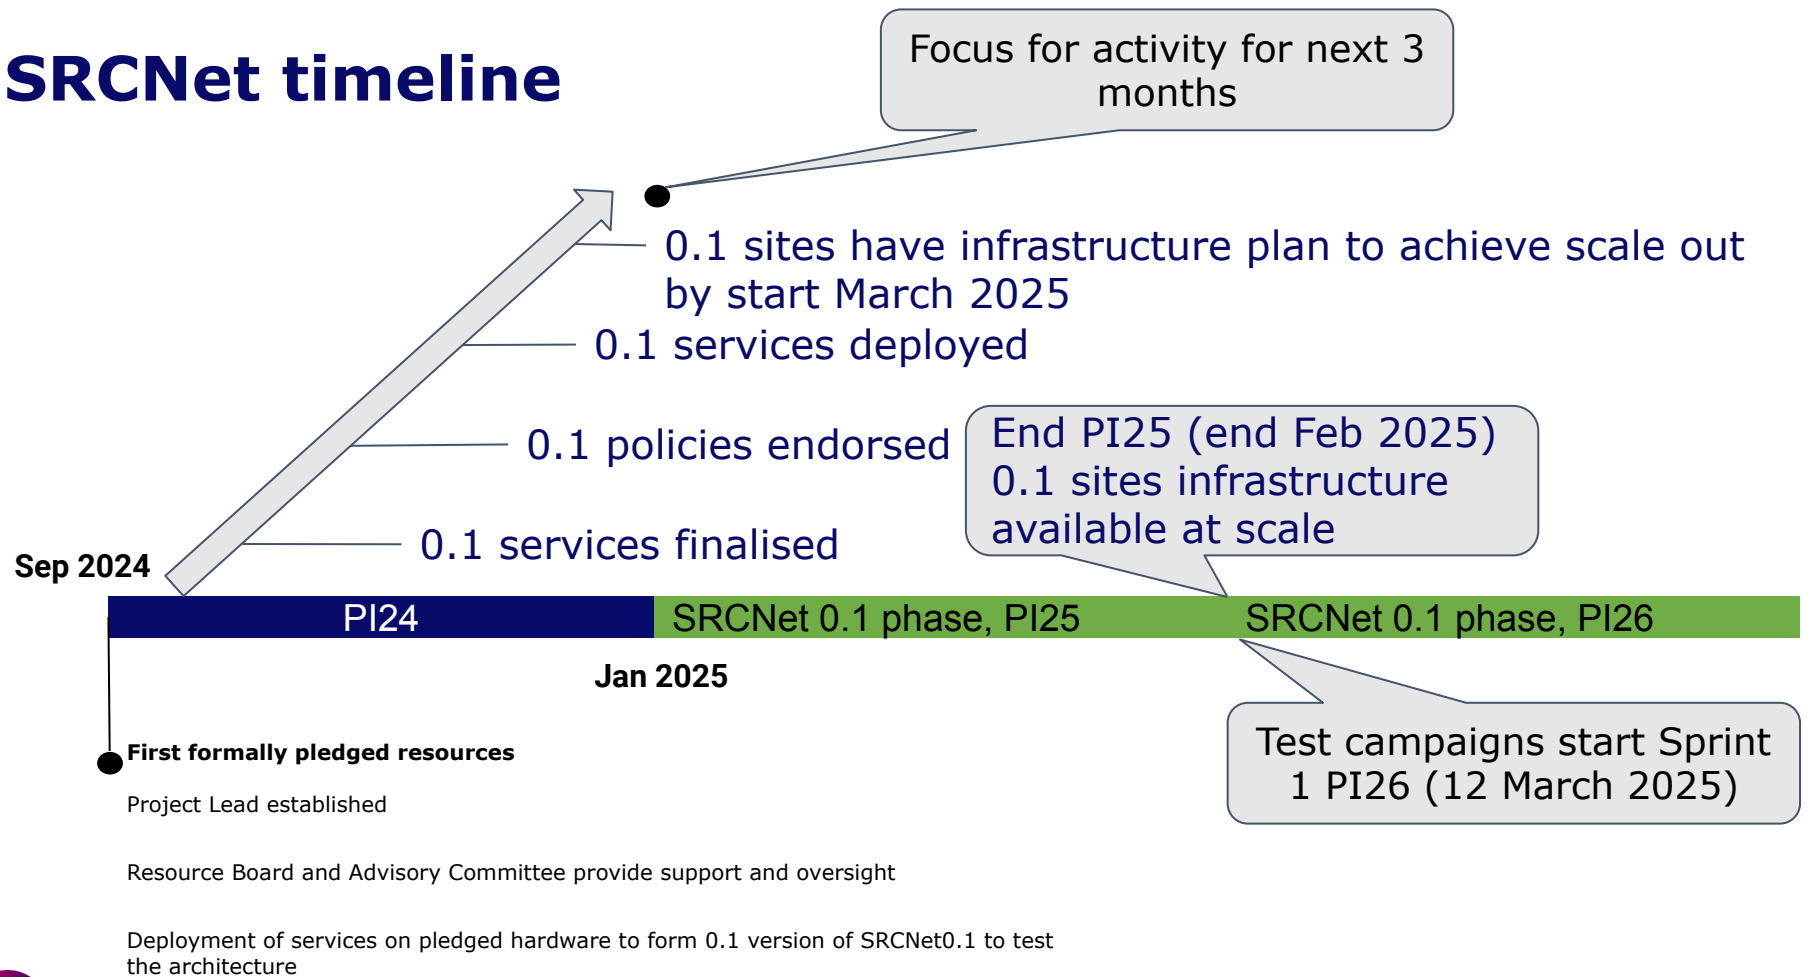 SRCNet timeline
Focus for activity for next 3
months
0.1 sites have infrastructure plan to achieve scale out
by start March 2025
0.1 services deployed
0.1 policies endorsed
End PI25 (end Feb 2025)
0.1 sites infrastructure
available at scale
0.1 services finalised
Sep 2024
PI24
SRCNet 0.1 phase, PI25
SRCNet 0.1 phase, PI26
Jan 2025
Test campaigns start Sprint
1 PI26 (12 March 2025)
First formally pledged resources
Project Lead established
Resource Board and Advisory Committee provide support and oversight
Deployment of services on pledged hardware to form 0.1 version of SRCNet0.1 to test
the architecture